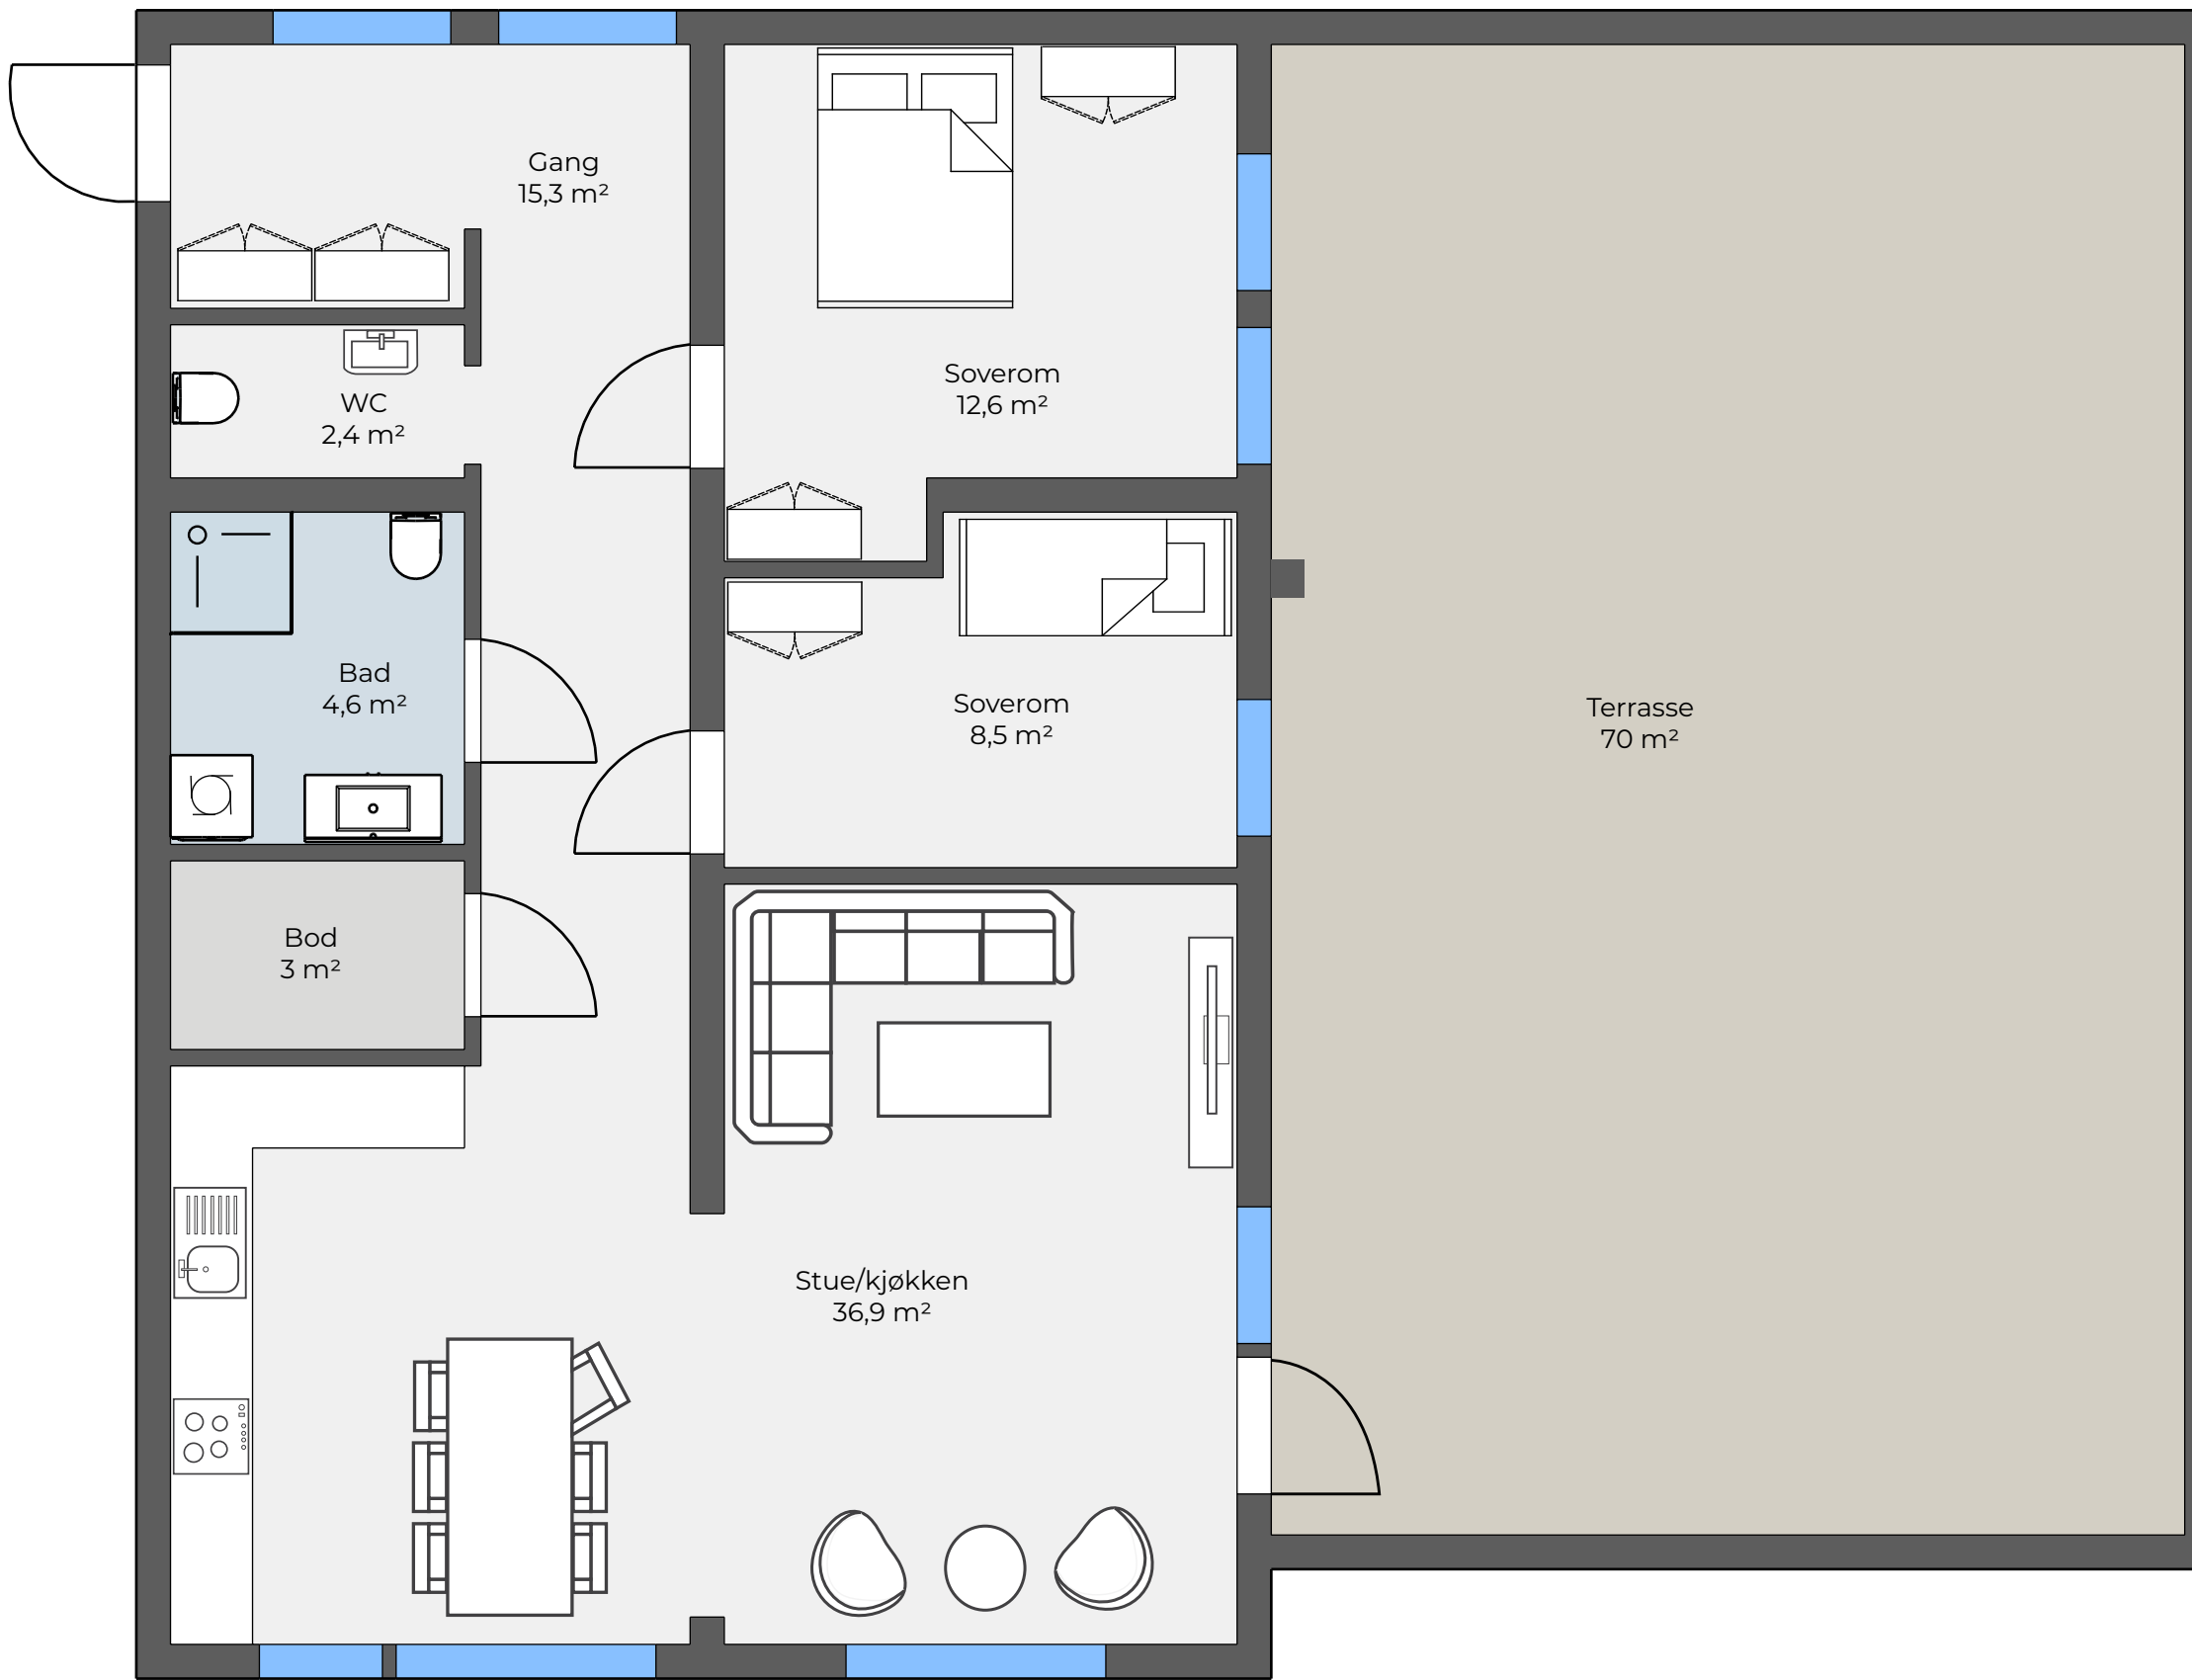 Gang
15,3 m²
WC
2,4 m²
Soverom
12,6 m²
Bad
4,6 m²
Soverom
8,5 m²
Terrasse
70 m²
Bod
3 m²
Stue/kjøkken
36,9 m²